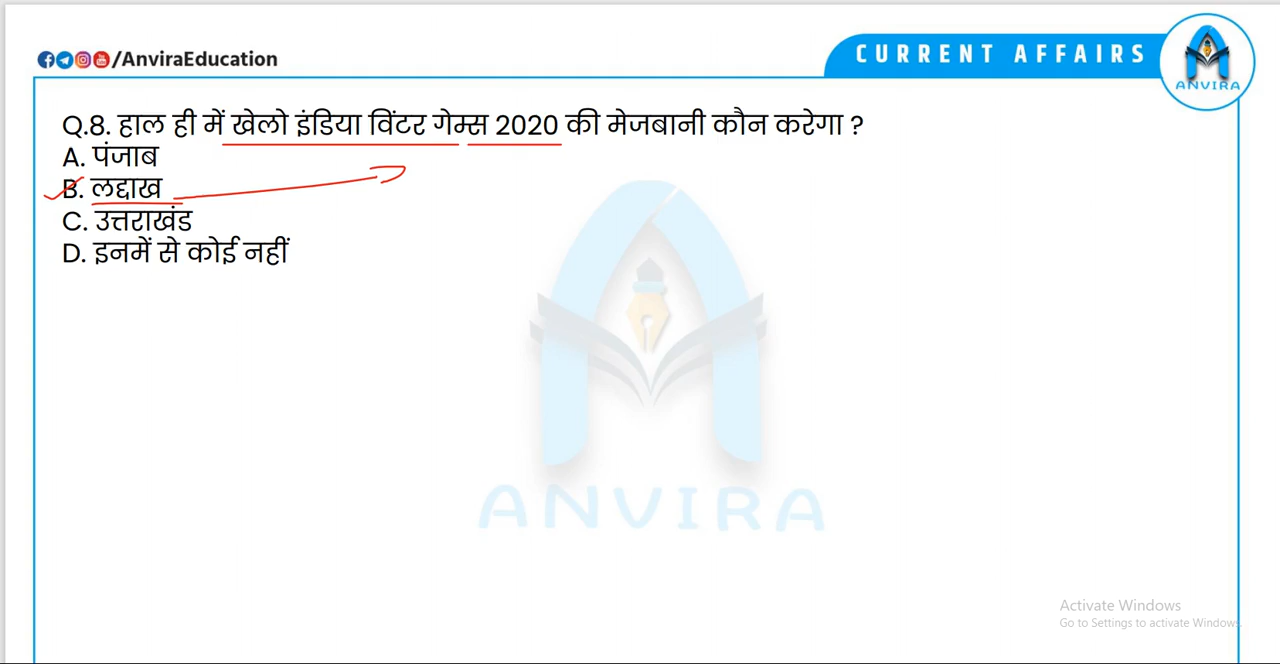 /AnviraEducation
CURRENT AFFAIRS
ANVIRA
Q.8. हाल ही में खेलो इंडिया विंटर गेम्स 2020 की मेजबानी कौन करेगा ?
A. पंजाब
B. लद्दाख
C. उत्तराखंड
D. इनमें से कोई नहीं
ANVIRA
Activate Windows
Go to Settings to activate Windows.